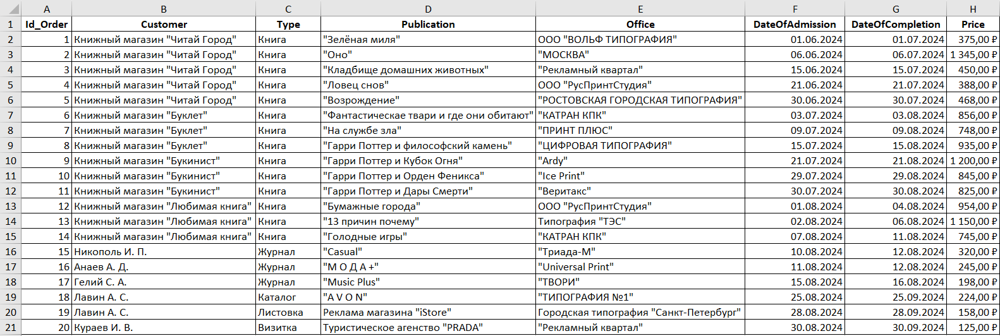 A B C D E F G H
1 Id_Order Customer Type Publication Office DateOfAdmission DateOfCompletion Price
2 1 Книжный магазин "Читай Город" Книга "Зелёная миля" ООО "ВОЛЬФ ТИПОГРАФИЯ" 01.06.2024 01.07.2024 375,00 ₽
3 2 Книжный магазин "Читай Город" Книга "Оно" "МОСКВА" 06.06.2024 06.07.2024 1 345,00 ₽
4 3 Книжный магазин "Читай Город" Книга "Кладбище домашних животных" "Рекламный квартал" 15.06.2024 15.07.2024 450,00 ₽
5 4 Книжный магазин "Читай Город" Книга "Ловец снов" ООО "РусПринтСтудия" 21.06.2024 21.07.2024 388,00 ₽
6 5 Книжный магазин "Читай Город" Книга "Возрождение" "РОСТОВСКАЯ ГОРОДСКАЯ ТИПОГРАФИЯ" 30.06.2024 30.07.2024 468,00 ₽
7 6 Книжный магазин "Буклет" Книга "Фантастическае твари и где они обитают" "КАТРАН КПК" 03.07.2024 03.08.2024 856,00 ₽
8 7 Книжный магазин "Буклет" Книга "На службе зла" "ПРИНТ ПЛЮС" 09.07.2024 09.08.2024 748,00 ₽
9 8 Книжный магазин "Буклет" Книга "Гарри Поттер и философский камень" "ЦИФРОВАЯ ТИПОГРАФИЯ" 15.07.2024 15.08.2024 935,00 ₽
10 9 Книжный магазин "Букинист" Книга "Гарри Поттер и Кубок Огня" "Ardy" 21.07.2024 21.08.2024 1 200,00 ₽
11 10 Книжный магазин "Букинист" Книга "Гарри Поттер и Орден Феникса" "Ice Print" 29.07.2024 29.08.2024 845,00 ₽
12 11 Книжный магазин "Букинист" Книга "Гарри Поттер и Дары Смерти" "Веритакс" 30.07.2024 30.08.2024 825,00 ₽
13 12 Книжный магазин "Любимая книга" Книга "Бумажные города" ООО "РусПринтСтудия" 01.08.2024 04.08.2024 954,00 ₽
14 13 Книжный магазин "Любимая книга" Книга "13 причин почему" Типография "ТЭС" 02.08.2024 06.08.2024 1 150,00 ₽
15 14 Книжный магазин "Любимая книга" Книга "Голодные игры" "КАТРАН КПК" 07.08.2024 11.08.2024 745,00 ₽
16 15 Никополь И. П. Журнал "Casual" "Триада-М" 10.08.2024 12.08.2024 320,00 ₽
17 16 Анаев А. Д. Журнал "М О Д А +" "Universal Print" 11.08.2024 12.08.2024 245,00 ₽
18 17 Гелий С. А. Журнал "Music Plus" "ТВОРИ" 15.08.2024 16.08.2024 198,00 ₽
19 18 Лавин А. С. Каталог "A V O N" "ТИПОГРАФИЯ №1" 25.08.2024 25.09.2024 224,00 ₽
20 19 Лавин А. С. Листовка Реклама магазина "iStore" Городская типография "Санкт-Петербург" 28.08.2024 28.09.2024 158,00 ₽
21 20 Кураев И. В. Визитка Туристическое агенство "PRADA" "Рекламный квартал" 30.08.2024 30.09.2024 125,00 ₽